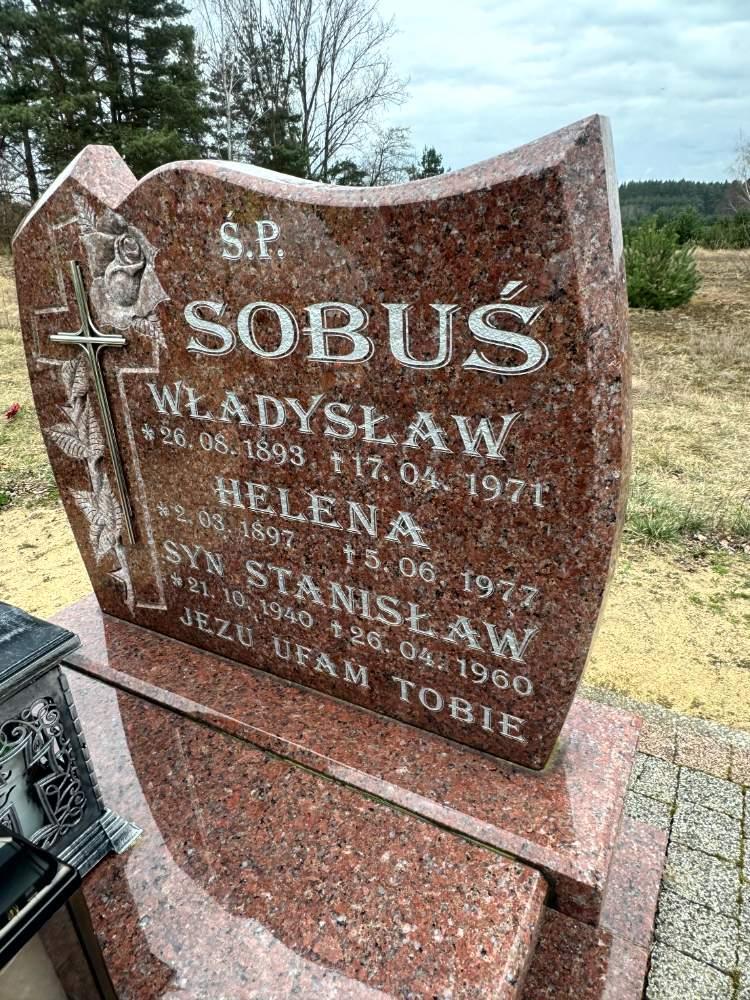 Ś.P.
SOBUŚ
WŁADYSŁAW
* 26. 08. 1893 † 17. 04. 1971
HELENA
* 2. 03. 1897 † 5. 06. 1977
SYN STANISŁAW
* 21. 10. 1940 † 26. 04. 1960
JEZU UFAM TOBIE